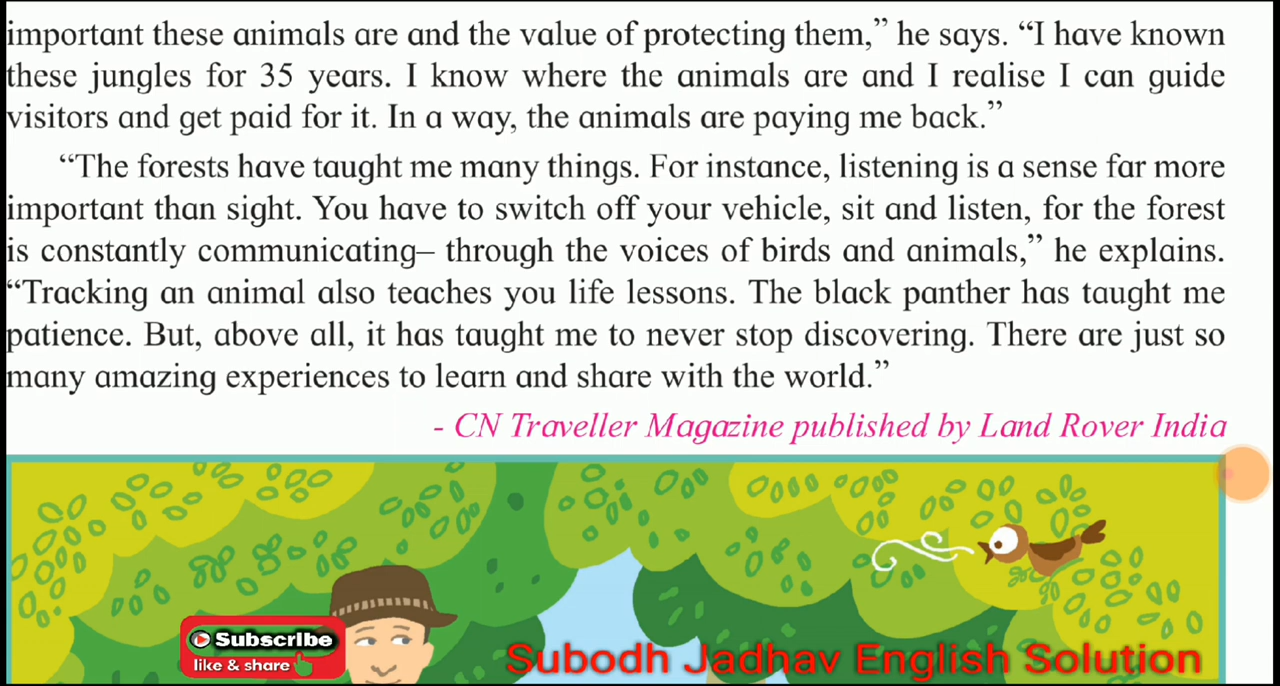 important these animals are and the value of protecting them,” he says. “I have known
these jungles for 35 years. I know where the animals are and I realise I can guide
visitors and get paid for it. In a way, the animals are paying me back.”
“The forests have taught me many things. For instance, listening is a sense far more
important than sight. You have to switch off your vehicle, sit and listen, for the forest
is constantly communicating– through the voices of birds and animals,” he explains.
“Tracking an animal also teaches you life lessons. The black panther has taught me
patience. But, above all, it has taught me to never stop discovering. There are just so
many amazing experiences to learn and share with the world.”
- CN Traveller Magazine published by Land Rover India
Subscribe
like & share
Subodh Jadhav English Solution